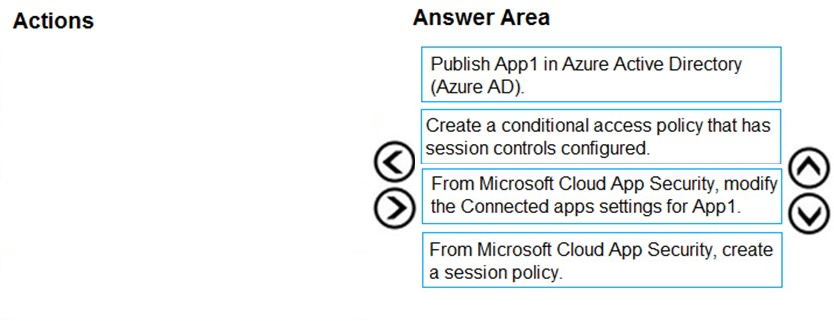 Actions
Answer Area
Publish App1 in Azure Active Directory
(Azure AD).
Create a conditional access policy that has
session controls configured.
From Microsoft Cloud App Security, modify
the Connected apps settings for App1.
From Microsoft Cloud App Security, create
a session policy.